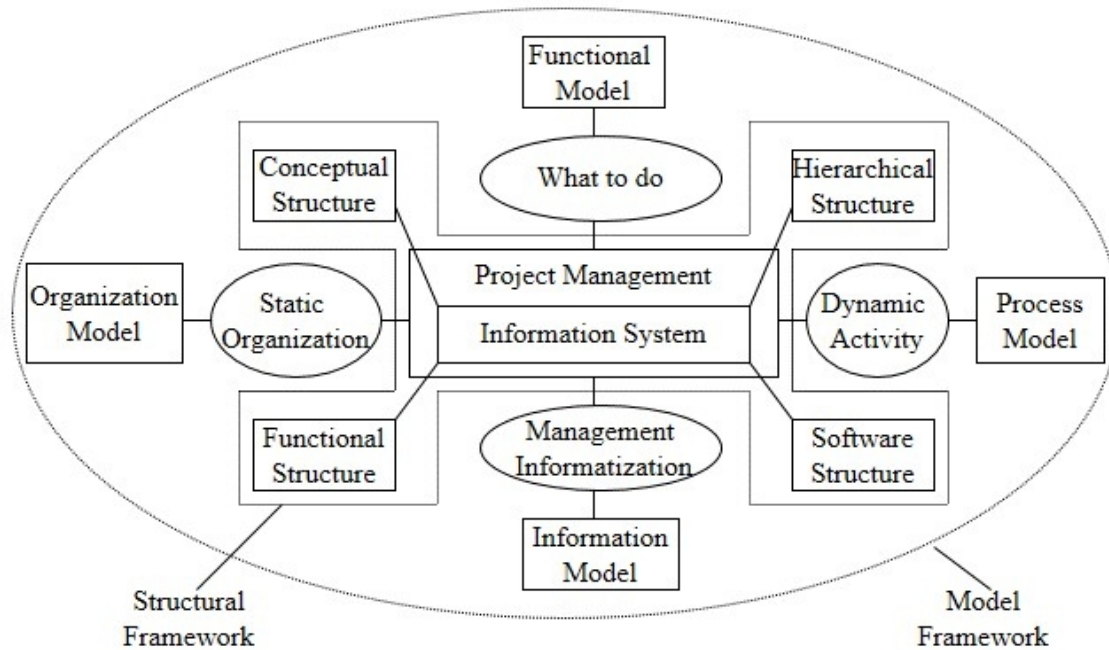 Functional
Model
Conceptual
Structure
What to do
Hierarchical
Structure
Organization
Model
Static
Organization
Project Management
Information System
Dynamic
Activity
Process
Model
Functional
Structure
Management
Informatization
Software
Structure
Information
Model
Structural
Framework
Model
Framework